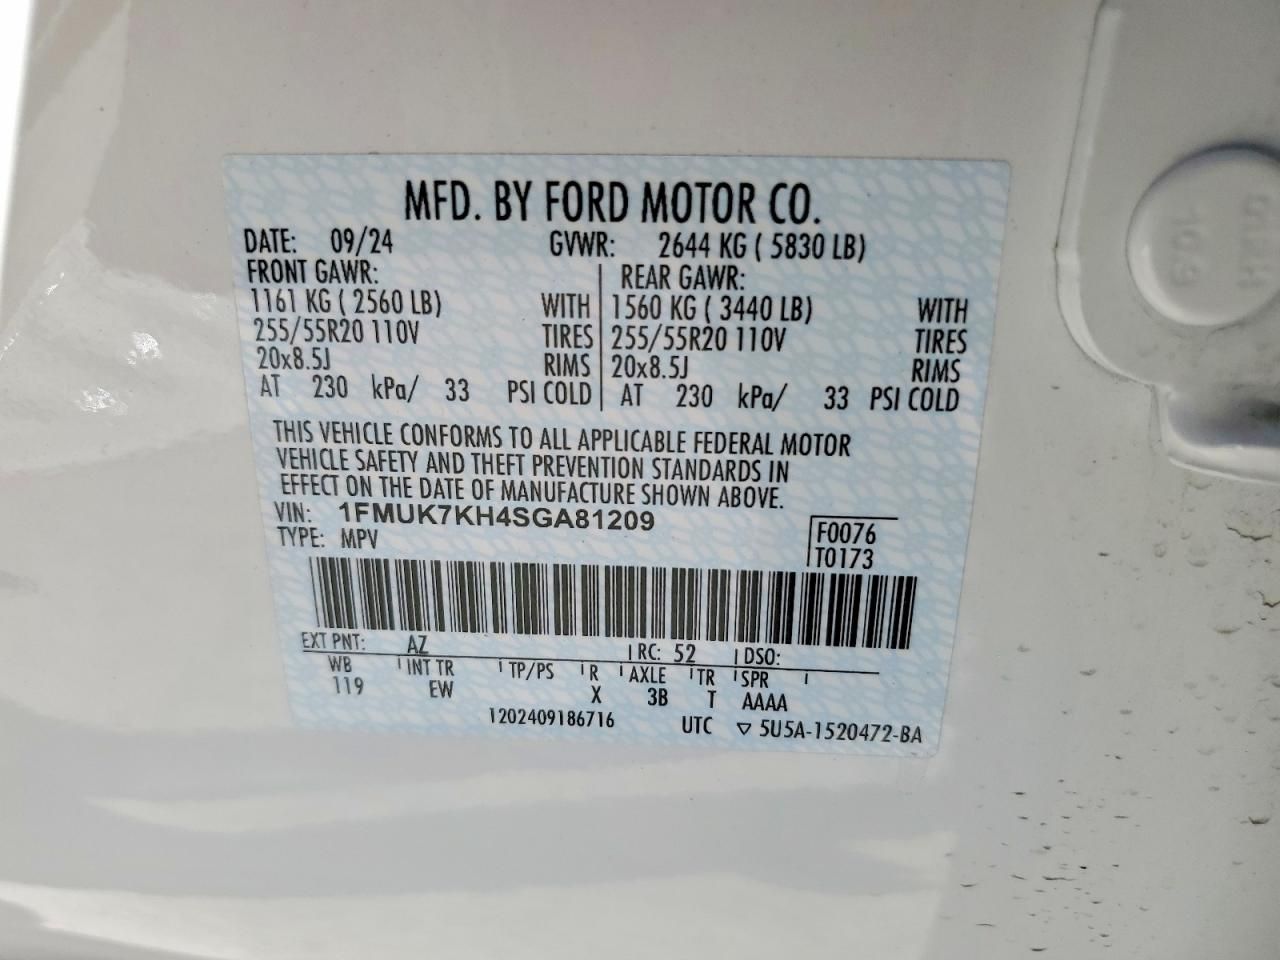 MFD. BY FORD MOTOR CO.
DATE: 09/24 GVWR: 2644 KG ( 5830 LB)
FRONT GAWR: REAR GAWR:
1161 KG ( 2560 LB) WITH 1560 KG ( 3440 LB) WITH
255/55R20 110V TIRES 255/55R20 110V TIRES
20x8.5J RIMS 20x8.5J RIMS
AT 230 kPa/ 33 PSI COLD AT 230 kPa/ 33 PSI COLD
THIS VEHICLE CONFORMS TO ALL APPLICABLE FEDERAL MOTOR
VEHICLE SAFETY AND THEFT PREVENTION STANDARDS IN
EFFECT ON THE DATE OF MANUFACTURE SHOWN ABOVE.
VIN: 1FMUK7KH4SGA81209
TYPE: MPV
F0076
T0173
EXT PNT: AZ RC: 52 DSO:
WB INT TR TP/PS R AXLE TR SPR
119 EW X 3B T AAAA
1202409186716 UTC ▽ 5U5A-1520472-BA
109